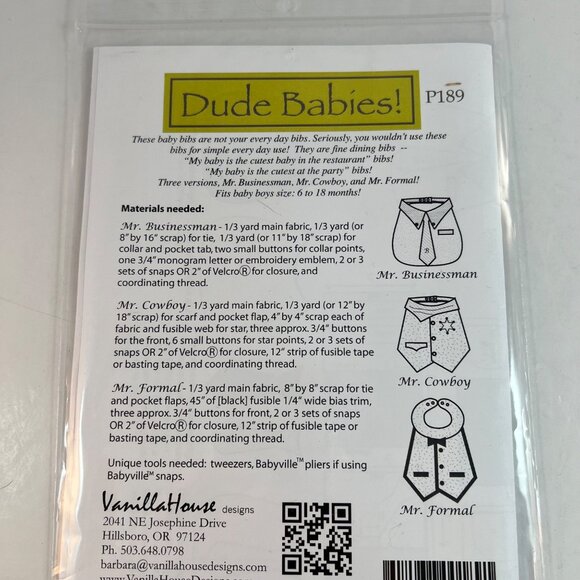 Dude Babies!
P189
These baby bibs are not your every day bibs. Seriously, you wouldn't use these
bibs for simple every day use! They are fine dining bibs --
"My baby is the cutest baby in the restaurant" bibs!
"My baby is the cutest at the party" bibs!
Three versions, Mr. Businessman, Mr. Cowboy, and Mr. Formal!
Fits baby boys size: 6 to 18 months!
Materials needed:
Mr. Businessman - 1/3 yard main fabric, 1/3 yard (or
8" by 16" scrap) for tie, 1/3 yard (or 11" by 18" scrap) for
collar and pocket tab, two small buttons for collar points,
one 3/4" monogram letter or embroidery emblem, 2 or 3
sets of snaps OR 2" of Velcro® for closure, and
coordinating thread.
B
Mr. Businessman
Mr. Cowboy - 1/3 yard main fabric, 1/3 yard (or 12" by
18" scrap) for scarf and pocket flap, 4" by 4" scrap each of
fabric and fusible web for star, three approx. 3/4" buttons
for the front, 6 small buttons for star points, 2 or 3 sets of
snaps OR 2" of Velcro® for closure, 12" strip of fusible tape
or basting tape, and coordinating thread.
Mr. Cowboy
Mr. Formal - 1/3 yard main fabric, 8" by 8" scrap for tie
and pocket flaps, 45" of [black] fusible 1/4" wide bias trim,
three approx. 3/4" buttons for front, 2 or 3 sets of snaps
OR 2" of Velcro® for closure, 12" strip of fusible tape or
basting tape, and coordinating thread.
Mr. Formal
Unique tools needed: tweezers, Babyville™ pliers if using
Babyville™ snaps.
VanillaHouse designs
2041 NE Josephine Drive
Hillsboro, OR 97124
Ph. 503.648.0798
barbara@vanillahousedesigns.com
www.VanillaHouseDesigns.com